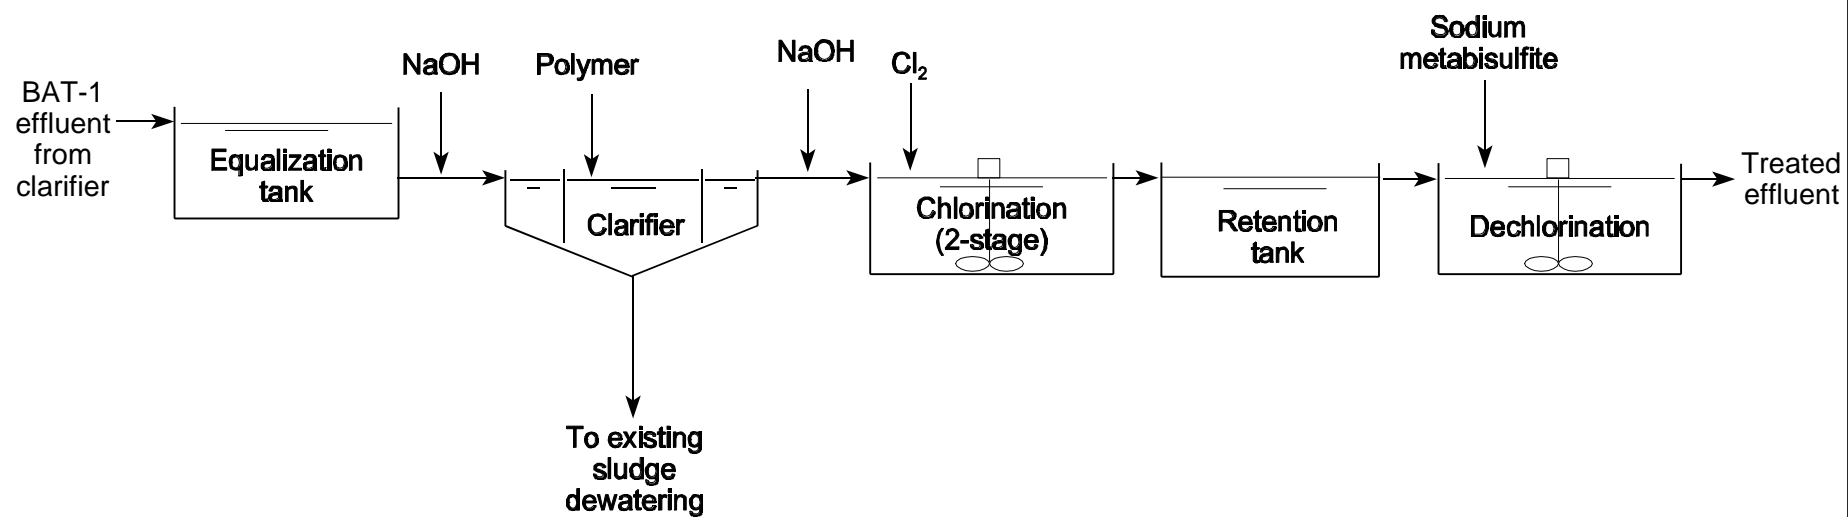 BAT-1
effluent
from
clarifier
Equalization
tank
NaOH
Polymer
Clarifier
To existing
sludge
dewatering
NaOH
Cl₂
Chlorination
(2-stage)
Retention
tank
Sodium
metabisulfite
Dechlorination
Treated
effluent